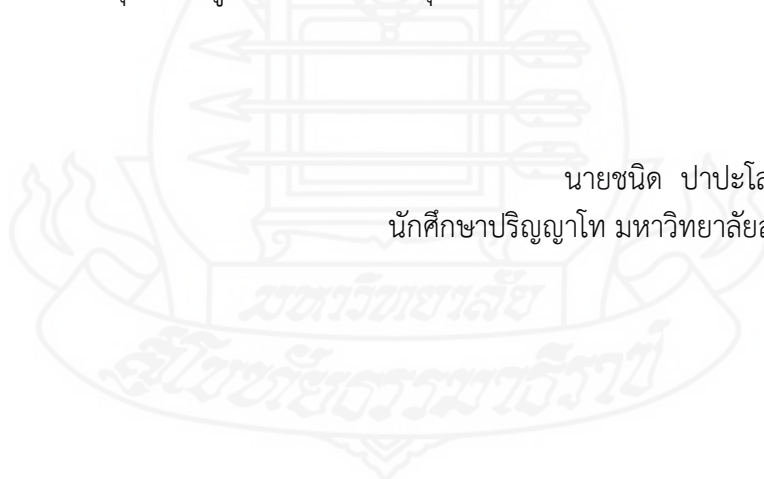 นายชนิด ปาปะโล
นักศึกษาปริญญาโท มหาวิทยาลัย
มหาวิทยาลัย
สุโขทัยธรรมาธิราช